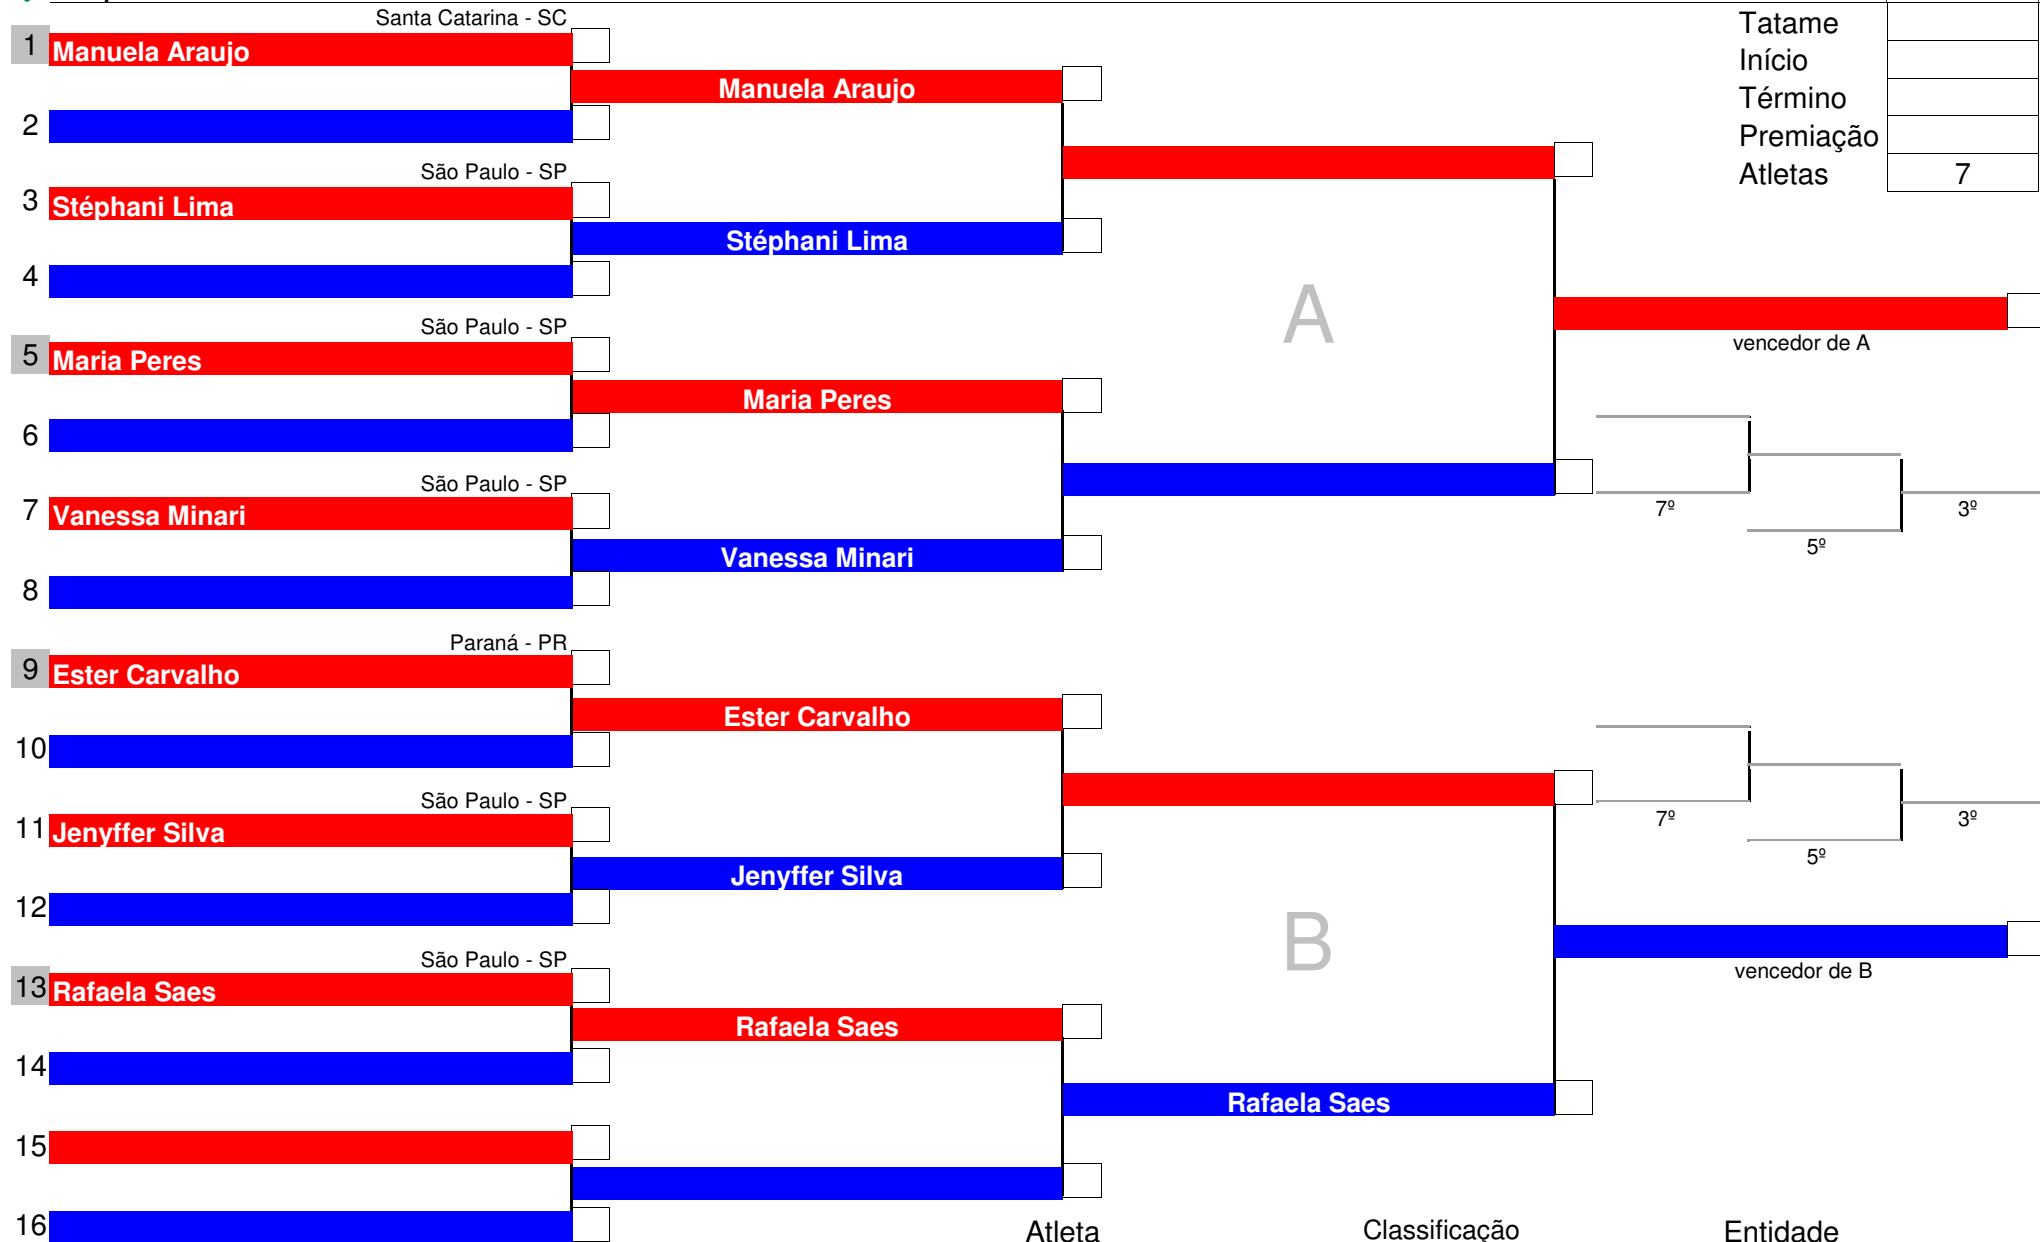 Santa Catarina - SC
1 Manuela Araujo
Manuela Araujo
2
São Paulo - SP
3 Stéphani Lima
Stéphani Lima
4
São Paulo - SP
5 Maria Peres
Maria Peres
6
São Paulo - SP
7 Vanessa Minari
Vanessa Minari
8
Paraná - PR
9 Ester Carvalho
Ester Carvalho
10
São Paulo - SP
11 Jenyffer Silva
Jenyffer Silva
12
São Paulo - SP
13 Rafaela Saes
Rafaela Saes
14
Rafaela Saes
15
16
A
B
Tatame
Início
Término
Premiação
Atletas 7
vencedor de A
7º
3º
5º
7º
3º
5º
vencedor de B
Atleta Classificação Entidade